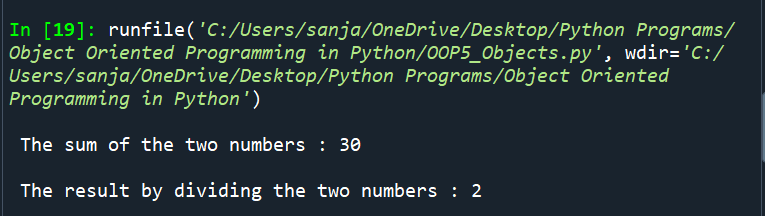 In [19]: runfile('C:/Users/sanja/OneDrive/Desktop/Python Programs/
Object Oriented Programming in Python/OOP5_Objects.py', wdir='C:/
Users/sanja/OneDrive/Desktop/Python Programs/Object Oriented
Programming in Python')
The sum of the two numbers : 30
The result by dividing the two numbers : 2